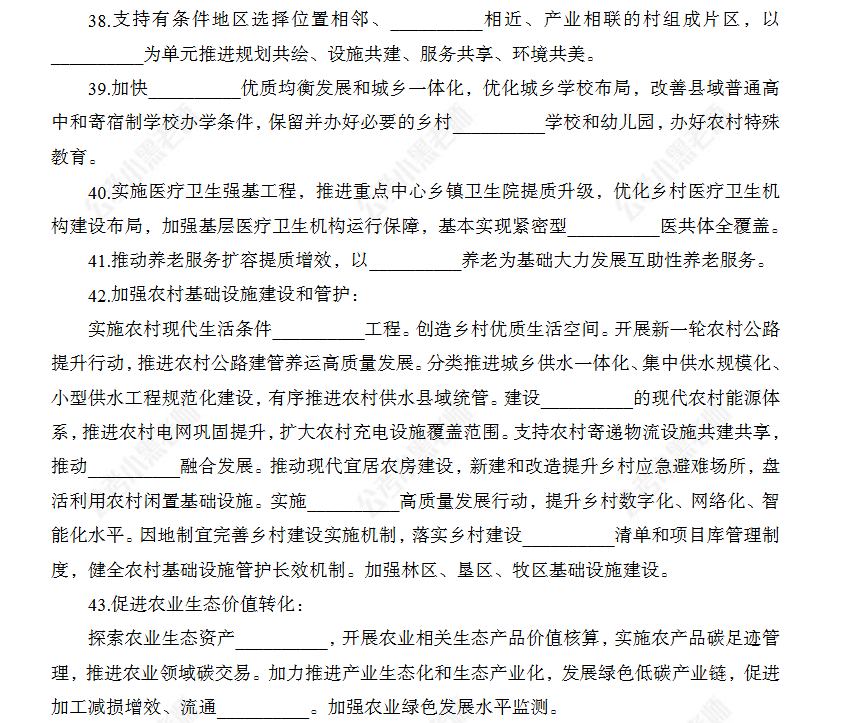 38.支持有条件地区选择位置相邻、__________相近、产业相联的村组成片区，以
__________为单元推进规划共绘、设施共建、服务共享、环境共美。
39.加快__________优质均衡发展和城乡一体化，优化城乡学校布局，改善县域普通高
中和寄宿制学校办学条件，保留并办好必要的乡村__________学校和幼儿园，办好农村特殊
教育。
40.实施医疗卫生强基工程，推进重点中心乡镇卫生院提质升级，优化乡村医疗卫生机
构建设布局，加强基层医疗卫生机构运行保障，基本实现紧密型__________医共体全覆盖。
41.推动养老服务扩容提质增效，以__________养老为基础大力发展互助性养老服务。
42.加强农村基础设施建设和管护：
实施农村现代生活条件__________工程。创造乡村优质生活空间。开展新一轮农村公路
提升行动，推进农村公路建管养运高质量发展。分类推进城乡供水一体化、集中供水规模化、
小型供水工程规范化建设，有序推进农村供水县域统管。建设__________的现代农村能源体
系，推进农村电网巩固提升，扩大农村充电设施覆盖范围。支持农村寄递物流设施共建共享，
推动__________融合发展。推动现代宜居农房建设，新建和改造提升乡村应急避难场所，盘
活利用农村闲置基础设施。实施__________高质量发展行动，提升乡村数字化、网络化、智
能化水平。因地制宜完善乡村建设实施机制，落实乡村建设__________清单和项目库管理制
度，健全农村基础设施管护长效机制。加强林区、垦区、牧区基础设施建设。
43.促进农业生态价值转化：
探索农业生态资产__________，开展农业相关生态产品价值核算，实施农产品碳足迹管
理，推进农业领域碳交易。加力推进产业生态化和生态产业化，发展绿色低碳产业链，促进
加工减损增效、流通__________。加强农业绿色发展水平监测。
公考小黑老师
公考小黑老师
公考小黑老师
公考小黑老师
公考小黑老师
公考小黑老师